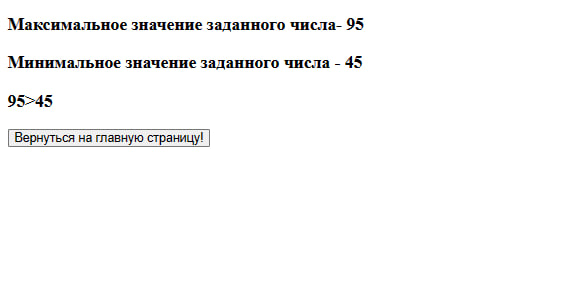 Максимальное значение заданного числа- 95
Минимальное значение заданного числа - 45
95>45
Вернуться на главную страницу!